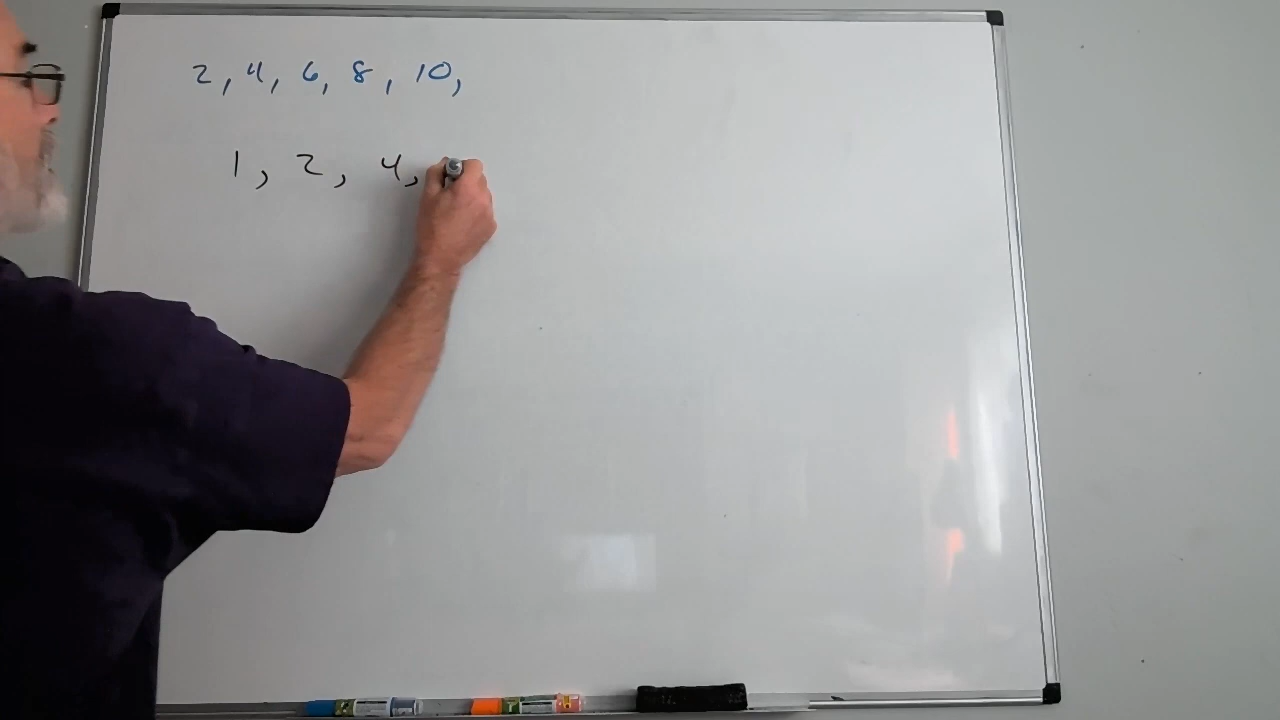 2, 4, 6, 8, 10,
1, 2, 4,